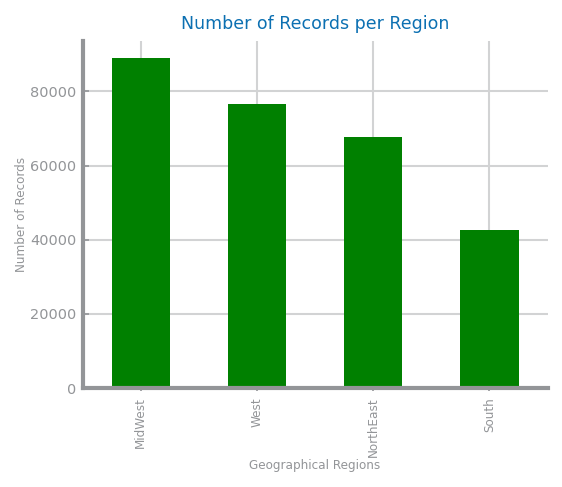 Number of Records per Region
Number of Records
80000
60000
40000
20000
0
MidWest
West
NorthEast
South
Geographical Regions